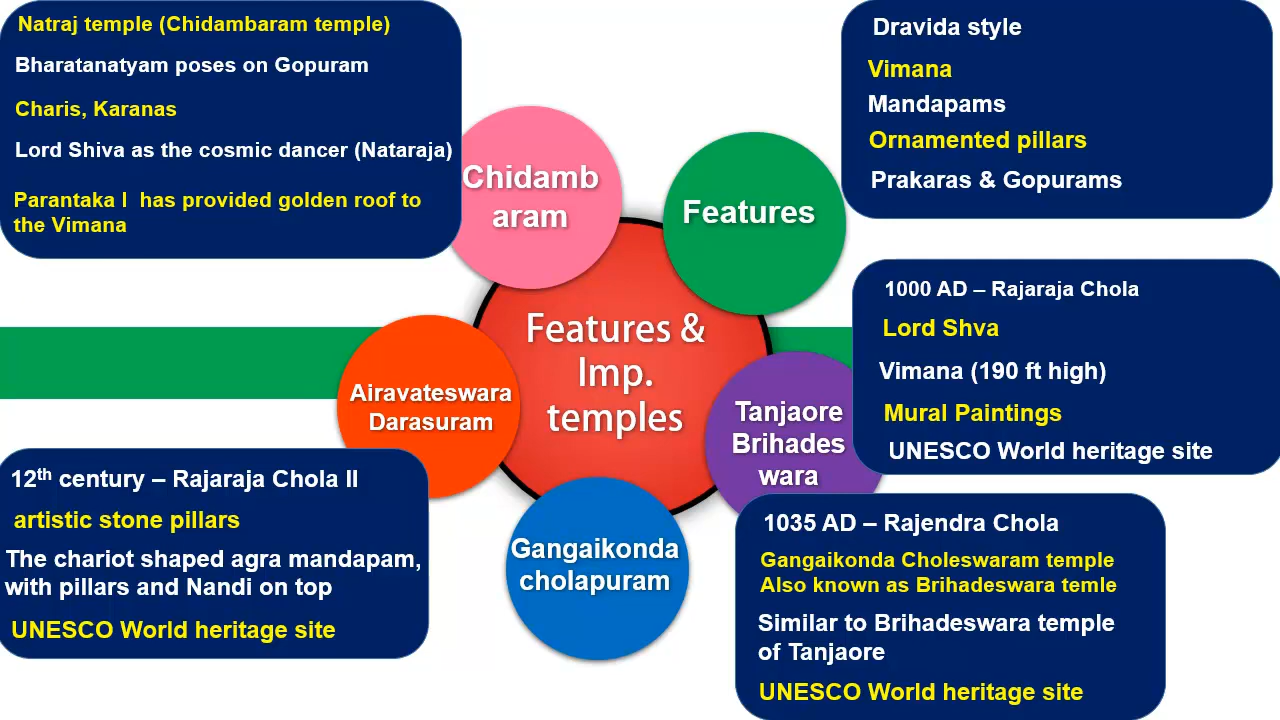 Natraj temple (Chidambaram temple)
Bharatanatyam poses on Gopuram
Charis, Karanas
Lord Shiva as the cosmic dancer (Nataraja)
Parantaka I  has provided golden roof to
the Vimana
Chidamb
aram
Features
Dravida style
Vimana
Mandapams
Ornamented pillars
Prakaras & Gopurams
Features &
Imp.
temples
1000 AD – Rajaraja Chola
Lord Shva
Vimana (190 ft high)
Mural Paintings
UNESCO World heritage site
Tanjaore
Brihades
wara
Airavateswara
Darasuram
12th century – Rajaraja Chola II
artistic stone pillars
The chariot shaped agra mandapam,
with pillars and Nandi on top
UNESCO World heritage site
Gangaikonda
cholapuram
1035 AD – Rajendra Chola
Gangaikonda Choleswaram temple
Also known as Brihadeswara temle
Similar to Brihadeswara temple
of Tanjaore
UNESCO World heritage site